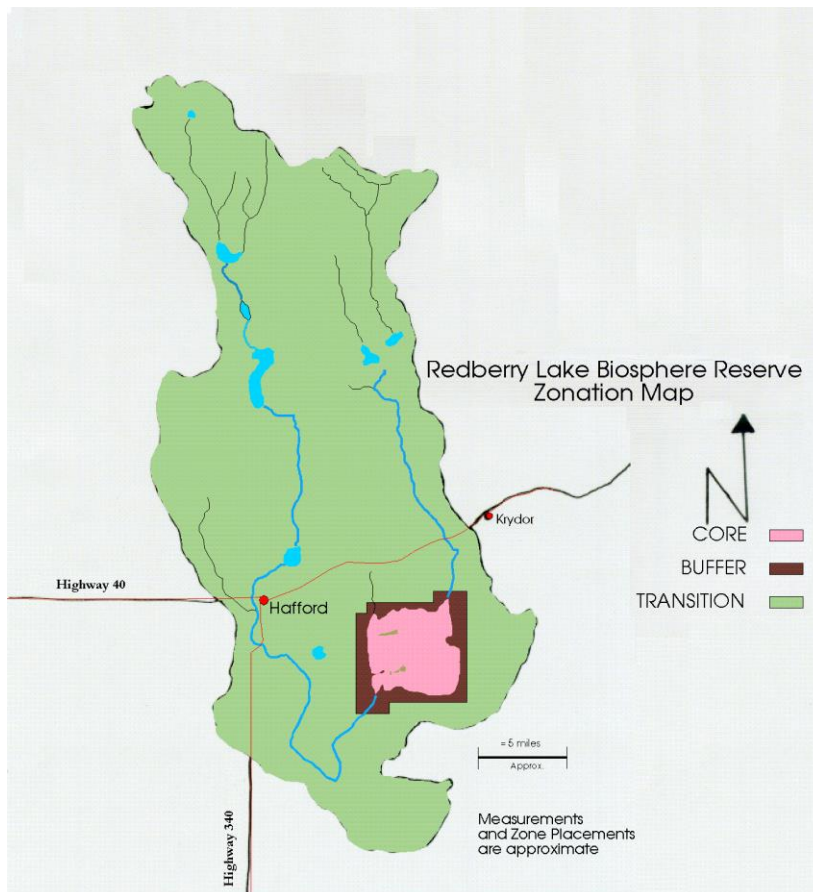 Redberry Lake Biosphere Reserve
Zonation Map
N
Krydor
CORE
BUFFER
TRANSITION
Highway 40
Hafford
= 5 miles
Approx.
Highway 340
Measurements
and Zone Placements
are approximate